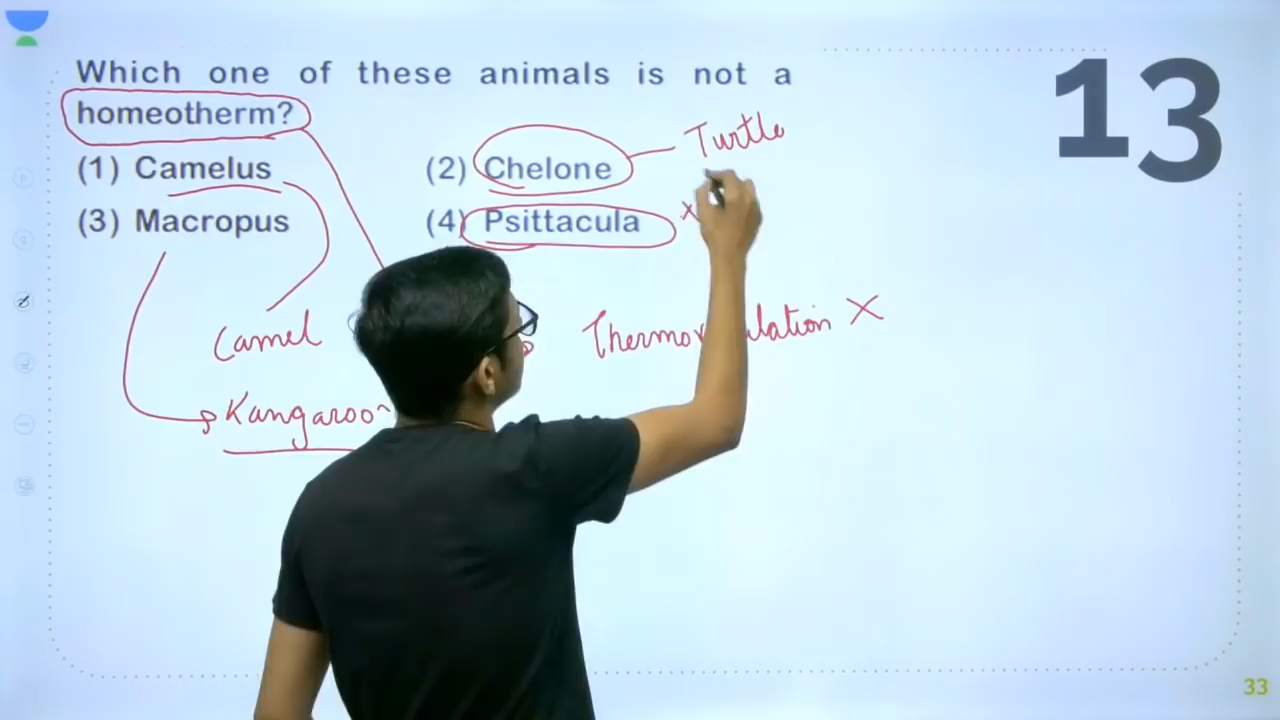 13
Which one of these animals is not a
homeotherm?
(1) Camelus (2) Chelone Turtle
(3) Macropus (4) Psittacula x
Camel
Kangaroo
33